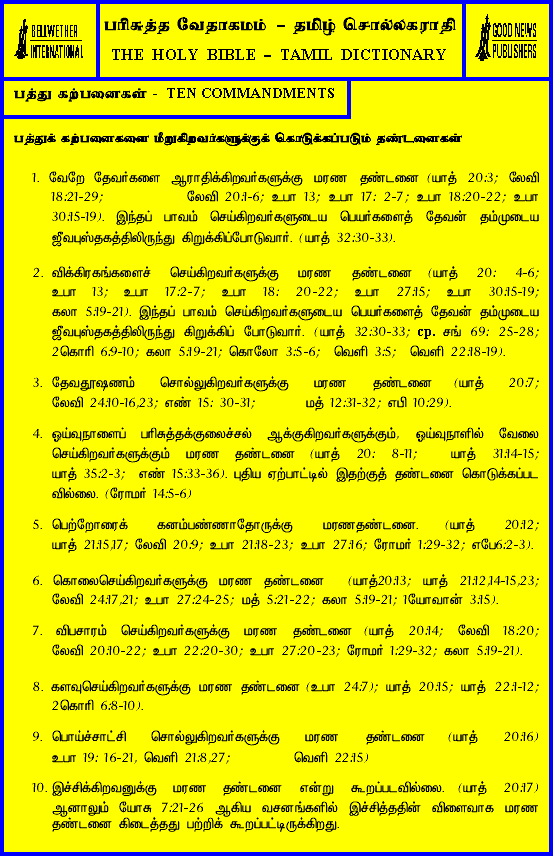 BELLWETHER
INTERNATIONAL
பரிசுத்த வேதாகமம் – தமிழ் சொல்லகராதி
THE HOLY BIBLE – TAMIL DICTIONARY
GOOD NEWS
PUBLISHERS
பத்து கற்பனைகள் - TEN COMMANDMENTS
பத்துக் கற்பனைகளை மீறுகிறவர்களுக்குக் கொடுக்கப்படும் தண்டனைகள்
1. வேறே தேவர்களை ஆராதிக்கிறவர்களுக்கு மரண தண்டனை (யாத் 20:3; லேவி
18:21-29; லேவி 20:1-6; உபா 13; உபா 17: 2-7; உபா 18:20-22; உபா
30:15-19). இந்தப் பாவம் செய்கிறவர்களுடைய பெயர்களைத் தேவன் தம்முடைய
ஜீவபுஸ்தகத்திலிருந்து கிறுக்கிப்போடுவார். (யாத் 32:30-33).
2. விக்கிரகங்களைச் செய்கிறவர்களுக்கு மரண தண்டனை (யாத் 20: 4-6;
உபா 13; உபா 17:2-7; உபா 18: 20-22; உபா 27:15; உபா 30:15-19;
கலா 5:19-21). இந்தப் பாவம் செய்கிறவர்களுடைய பெயர்களைத் தேவன் தம்முடைய
ஜீவபுஸ்தகத்திலிருந்து கிறுக்கிப் போடுவார். (யாத் 32:30-33; cp. சங் 69: 25-28;
2கொரி 6:9-10; கலா 5:19-21; கொலோ 3:5-6; வெளி 3:5; வெளி 22:18-19).
3. தேவதூஷணம் சொல்லுகிறவர்களுக்கு மரண தண்டனை (யாத் 20:7;
லேவி 24:10-16,23; எண் 15: 30-31; மத் 12:31-32; எபி 10:29).
4. ஓய்வுநாளைப் பரிசுத்தக்குலைச்சல் ஆக்குகிறவர்களுக்கும், ஓய்வுநாளில் வேலை
செய்கிறவர்களுக்கும் மரண தண்டனை (யாத் 20: 8-11; யாத் 31:14-15;
யாத் 35:2-3; எண் 15:33-36). புதிய ஏற்பாட்டில் இதற்குத் தண்டனை கொடுக்கப்பட
வில்லை. (ரோமர் 14:5-6)
5. பெற்றோரைக் கனம்பண்ணாதோருக்கு மரணதண்டனை. (யாத் 20:12;
யாத் 21:15,17; லேவி 20:9; உபா 21:18-23; உபா 27:16; ரோமர் 1:29-32; எபே6:2-3).
6. கொலைசெய்கிறவர்களுக்கு மரண தண்டனை (யாத்20:13; யாத் 21:12,14-15,23;
லேவி 24:17,21; உபா 27:24-25; மத் 5:21-22; கலா 5:19-21; 1யோவான் 3:15).
7. விபசாரம் செய்கிறவர்களுக்கு மரண தண்டனை (யாத் 20:14; லேவி 18:20;
லேவி 20:10-22; உபா 22:20-30; உபா 27:20-23; ரோமர் 1:29-32; கலா 5:19-21).
8. களவுசெய்கிறவர்களுக்கு மரண தண்டனை (உபா 24:7); யாத் 20:15; யாத் 22:1-12;
2கொரி 6:8-10).
9. பொய்ச்சாட்சி சொல்லுகிறவர்களுக்கு மரண தண்டனை (யாத் 20:16)
உபா 19: 16-21, வெளி 21:8,27; வெளி 22:15)
10. இச்சிக்கிறவனுக்கு மரண தண்டனை என்று கூறப்படவில்லை. (யாத் 20:17)
ஆனாலும் யோசு 7:21-26 ஆகிய வசனங்களில் இச்சித்ததின் விளைவாக மரண
தண்டனை கிடைத்தது பற்றிக் கூறப்பட்டிருக்கிறது.